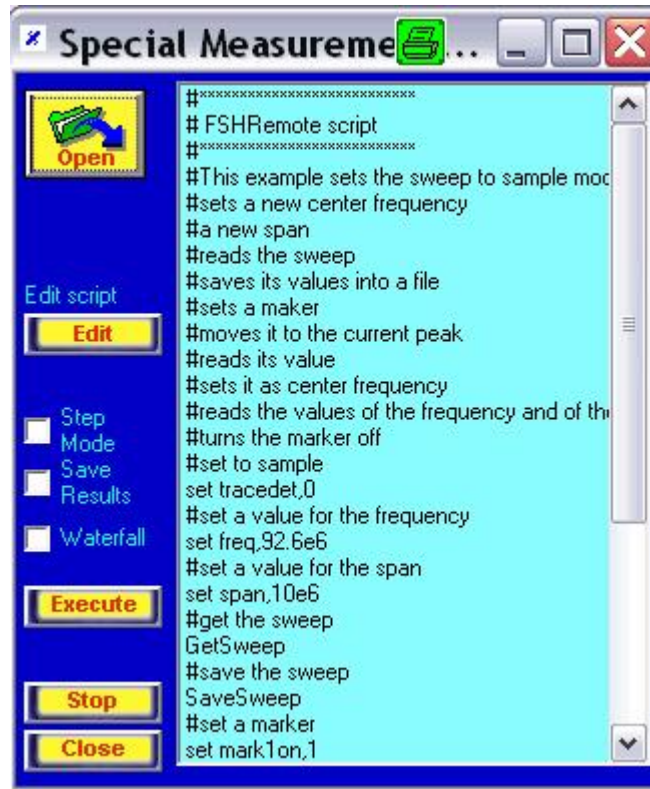 Special Measureme...
Open
Edit script
Edit
Step
Mode
Save
Results
Waterfall
Execute
Stop
Close
#****************************
# FSHRemote script
#****************************
#This example sets the sweep to sample mod
#sets a new center frequency
#a new span
#reads the sweep
#saves its values into a file
#sets a maker
#moves it to the current peak
#reads its value
#sets it as center frequency
#reads the values of the frequency and of the
#turns the marker off
#set to sample
set tracedet,0
#set a value for the frequency
set freq,92.6e6
#set a value for the span
set span,10e6
#get the sweep
GetSweep
#save the sweep
SaveSweep
#set a marker
set mark1on,1